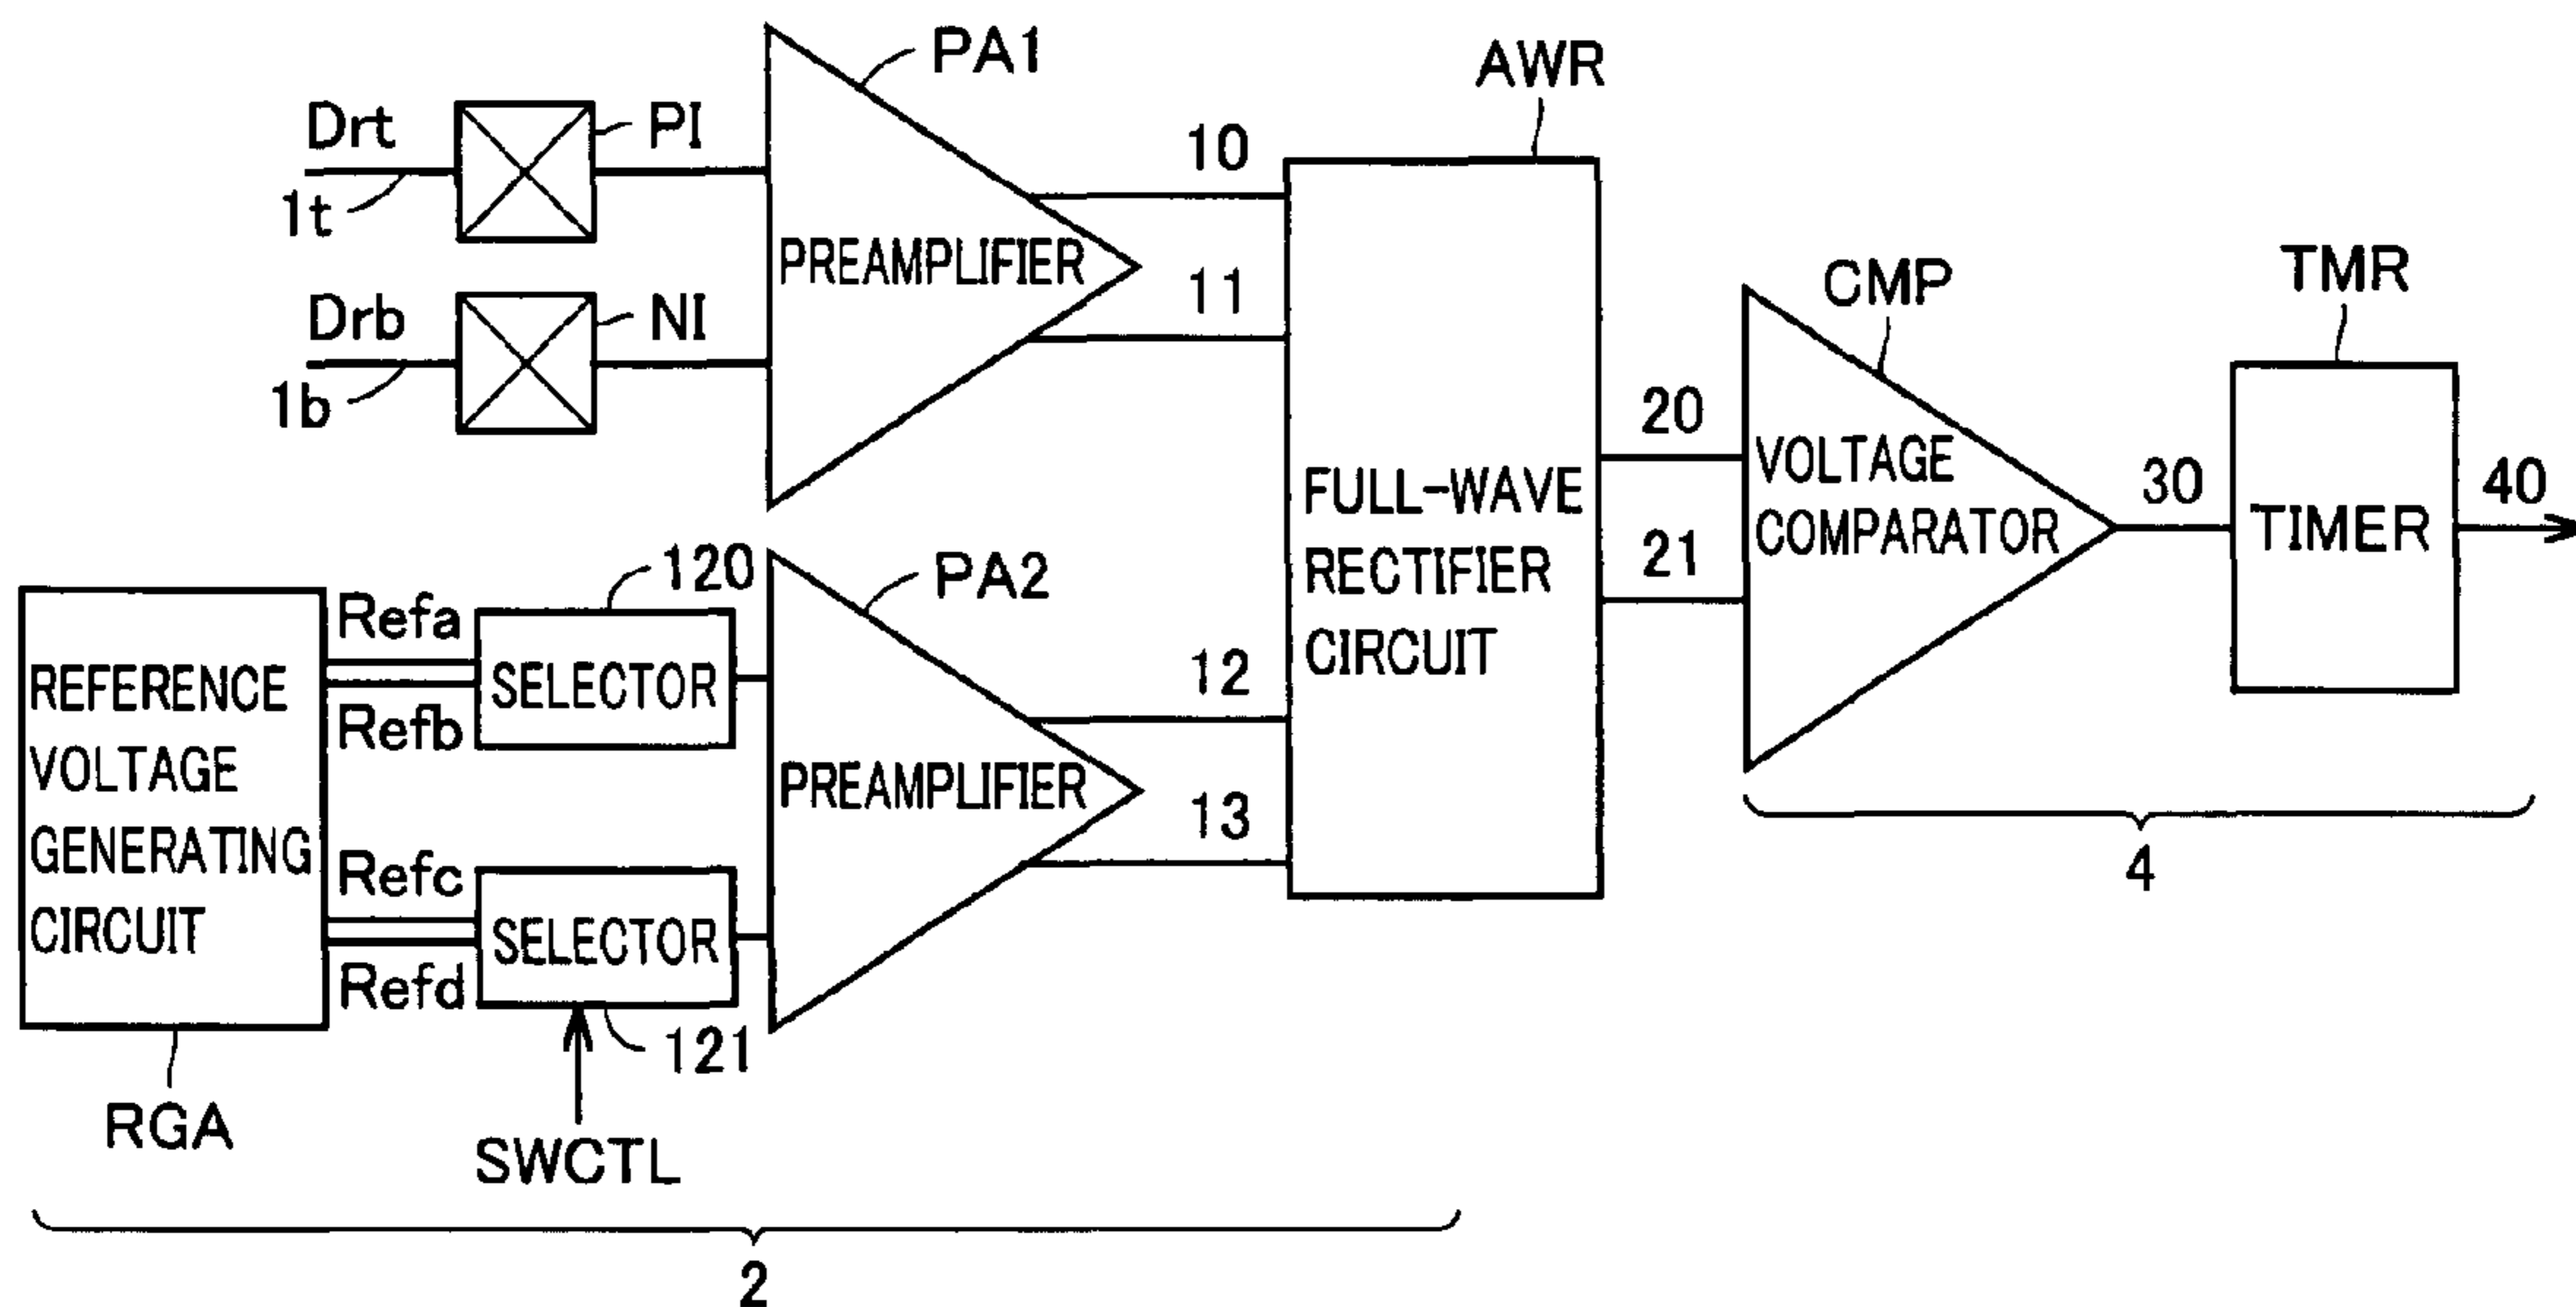 PA1
AWR
Drt
PI
10
1t
PREAMPLIFIER
TMR
CMP
11
Drb
NI
1b
20
VOLTAGE
COMPARATOR
30
40
FULL-WAVE
RECTIFIER
CIRCUIT
TIMER
21
120
PA2
Refa
SELECTOR
12
REFERENCE
VOLTAGE
GENERATING
CIRCUIT
Refb
PREAMPLIFIER
13
4
Refc
SELECTOR
Refd
121
RGA
SWCTL
2